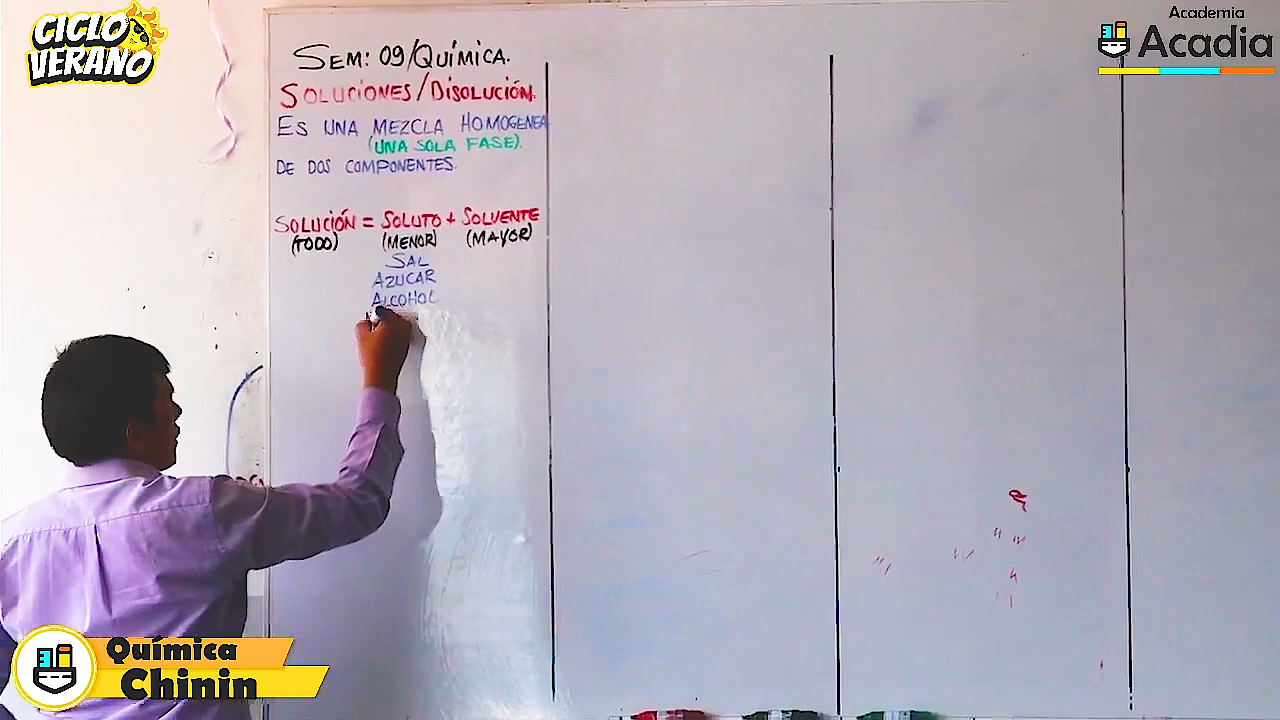 CICLO
VERANO
Academia
Acadia
SEM: 09/QUÍMICA.
SOLUCIONES/DISOLUCIÓN.
ES UNA MEZCLA HOMOGENEA
(UNA SOLA FASE).
DE DOS COMPONENTES.
SOLUCIÓN = SOLUTO + SOLVENTE
(TODO) (MENOR) (MAYOR)
SAL
AZUCAR
ALCOHOL
Química
Chinin